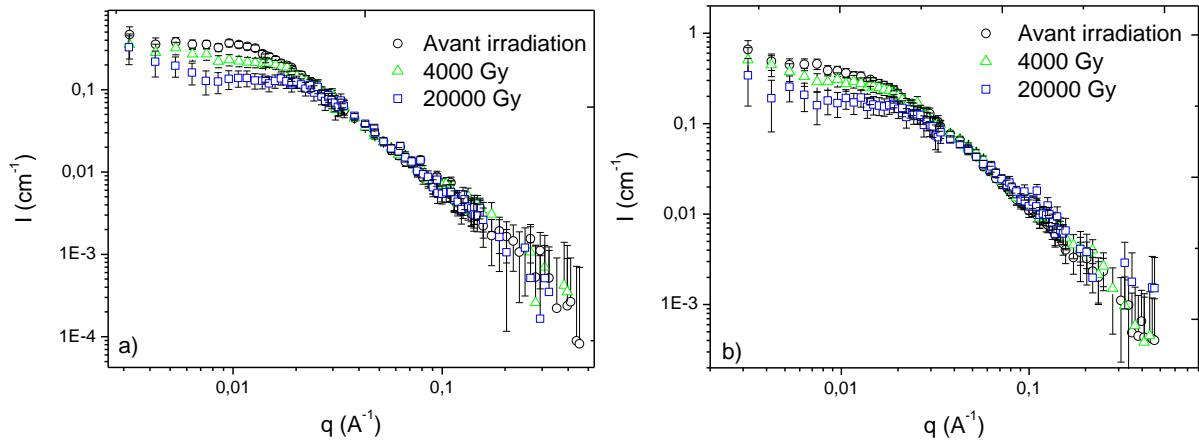 Avant irradiation
4000 Gy
20000 Gy
0,1
0,01
1E-3
1E-4
I (cm-1)
a)
0,01
0,1
q (A-1)
Avant irradiation
4000 Gy
20000 Gy
1
0,1
0,01
1E-3
I (cm-1)
b)
0,01
0,1
q (A-1)